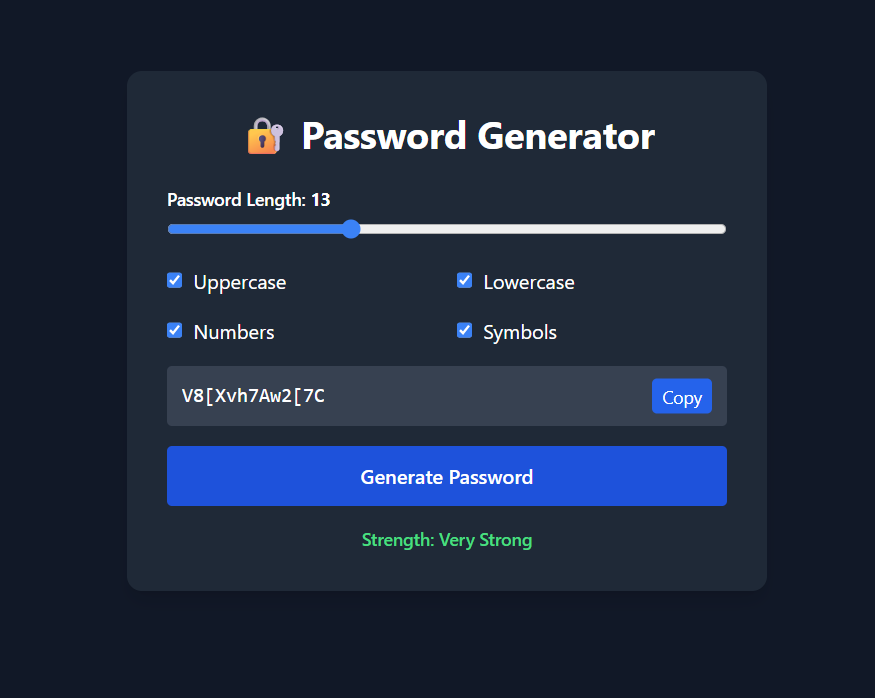 🔐 Password Generator
Password Length: 13
Uppercase
Lowercase
Numbers
Symbols
V8[Xvh7Aw2[7C
Copy
Generate Password
Strength: Very Strong